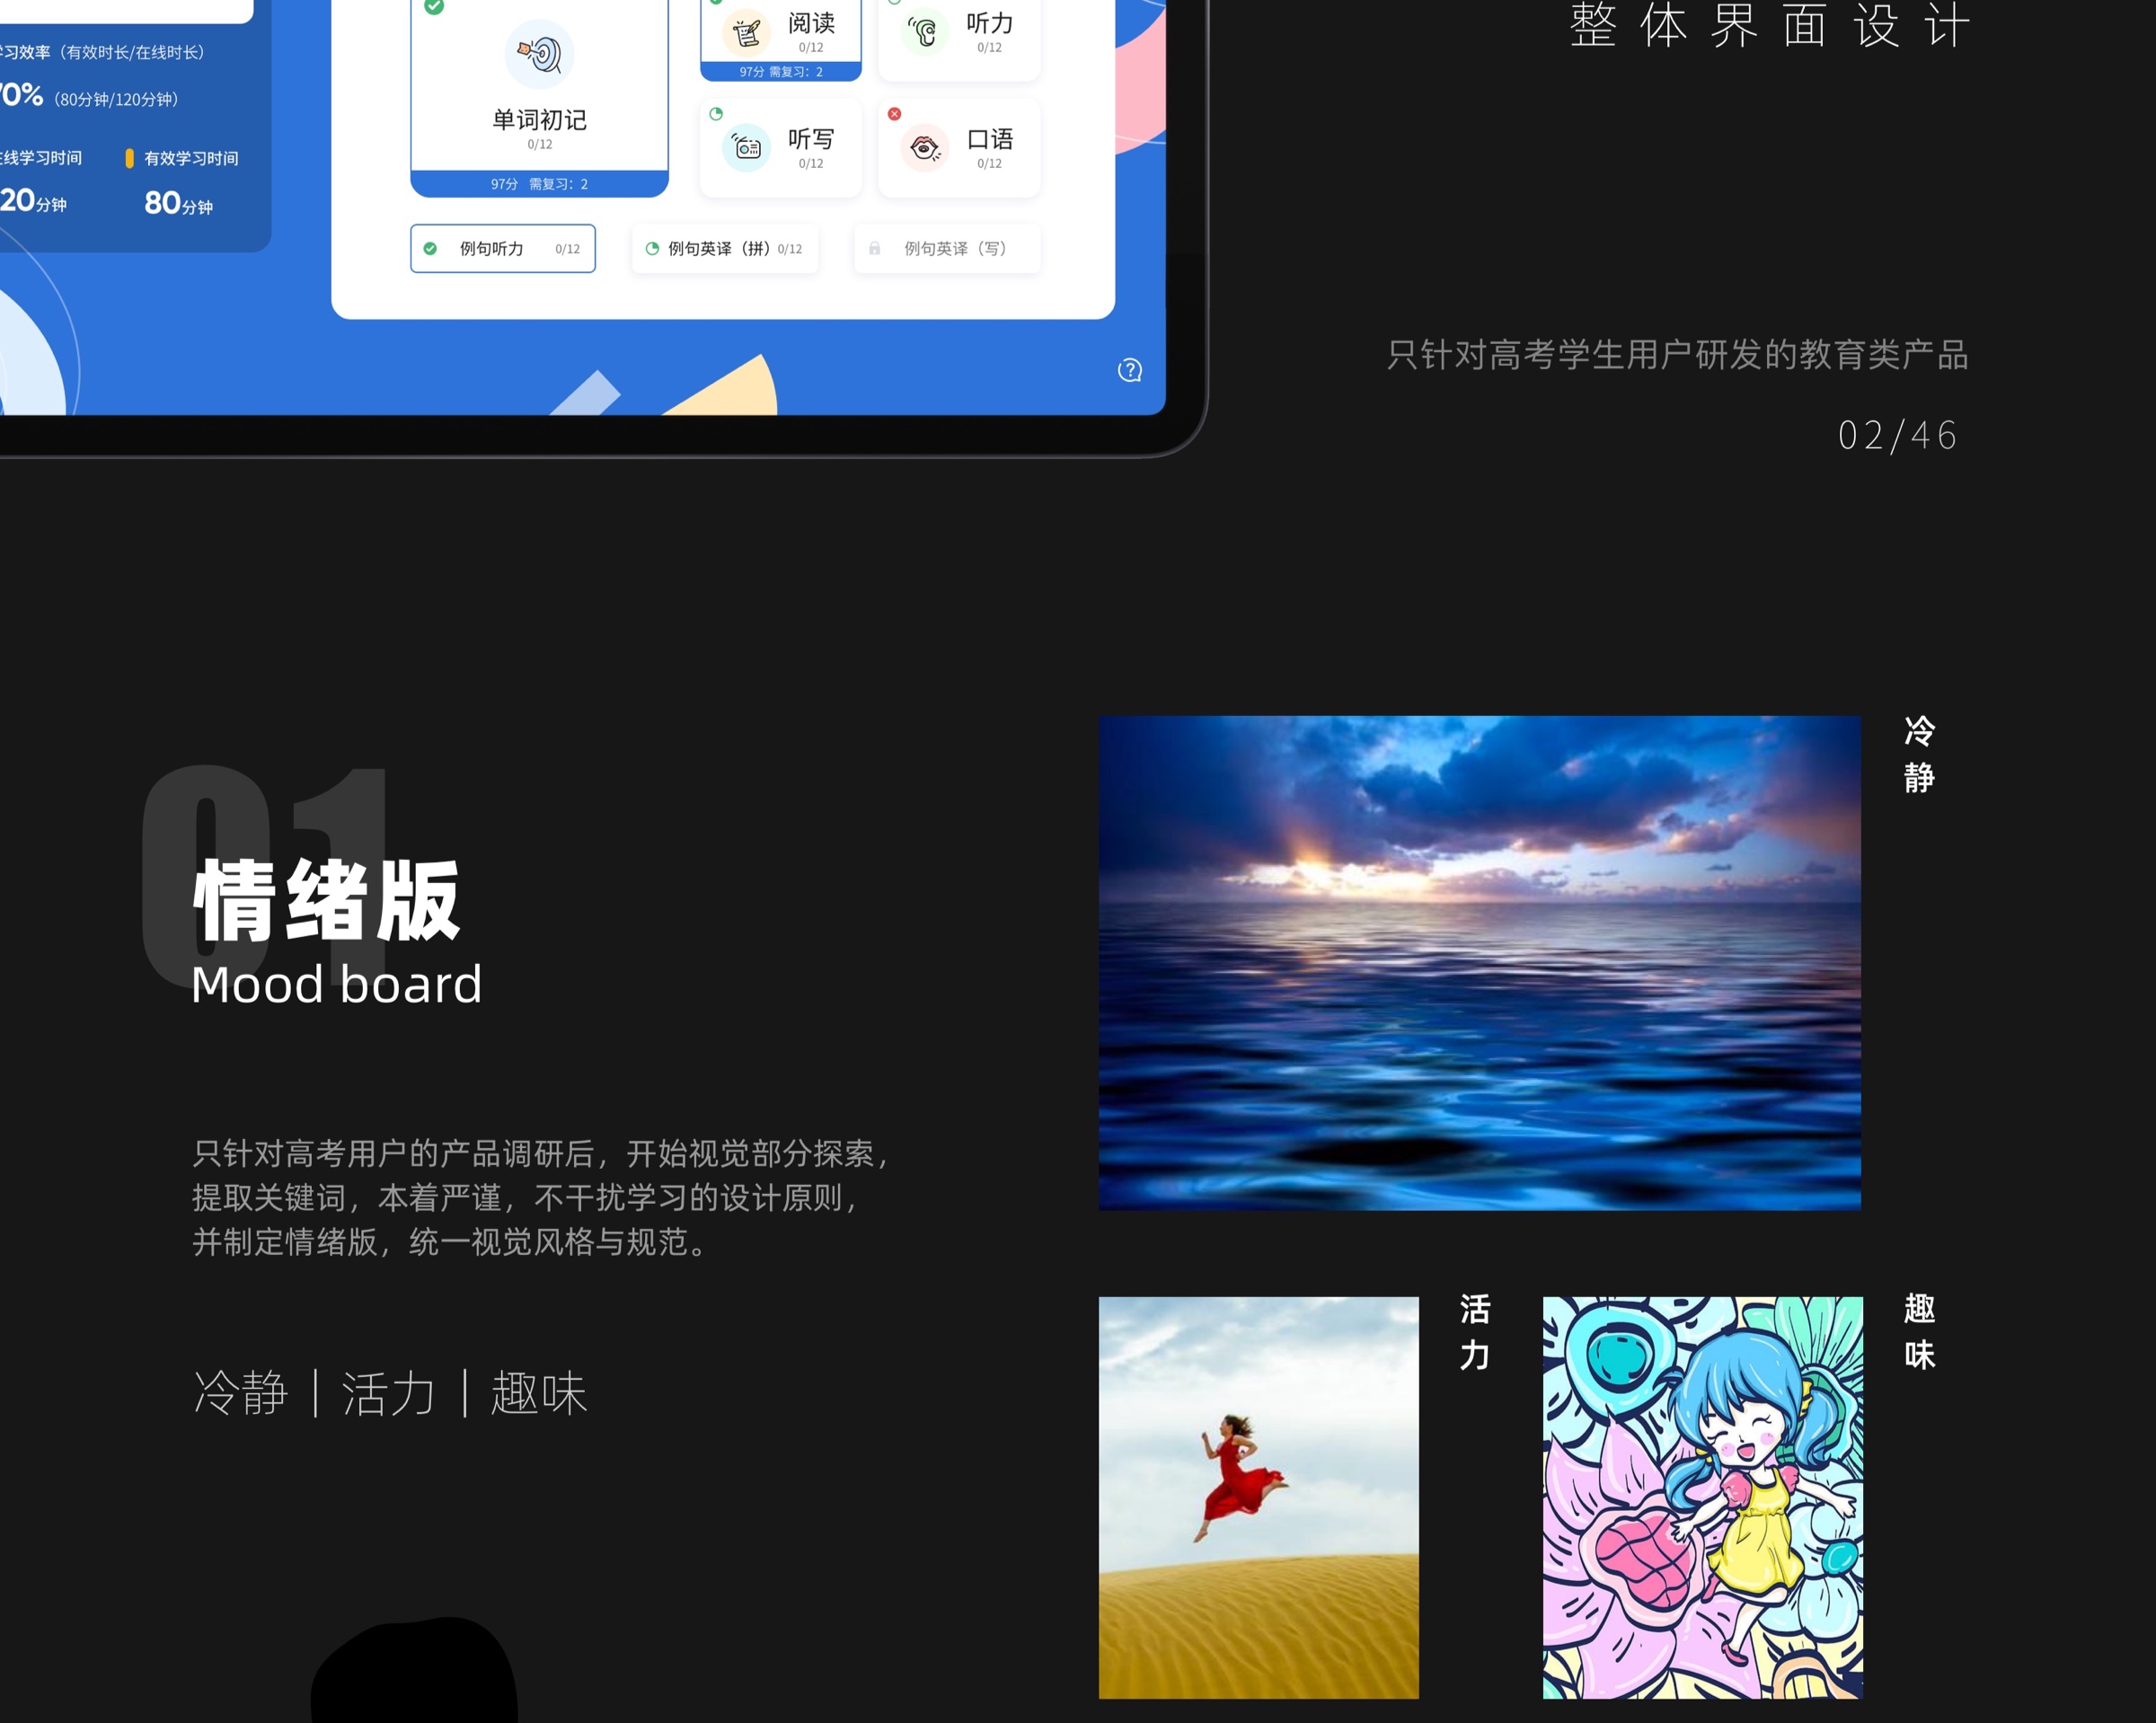 整体界面设计
学习效率（有效时长/在线时长）
70%（80分钟/120分钟）
在线学习时间
有效学习时间
20分钟
80分钟
单词初记
0/12
97分 需复习：2
阅读
0/12
97分 需复习：2
听力
0/12
听写
0/12
口语
0/12
例句听力 0/12
例句英译（拼）0/12
例句英译（写）
只针对高考学生用户研发的教育类产品
02/46
01
情绪版
Mood board
只针对高考用户的产品调研后，开始视觉部分探索，
提取关键词，本着严谨，不干扰学习的设计原则，
并制定情绪版，统一视觉风格与规范。
冷静｜活力｜趣味
冷静
活力
趣味